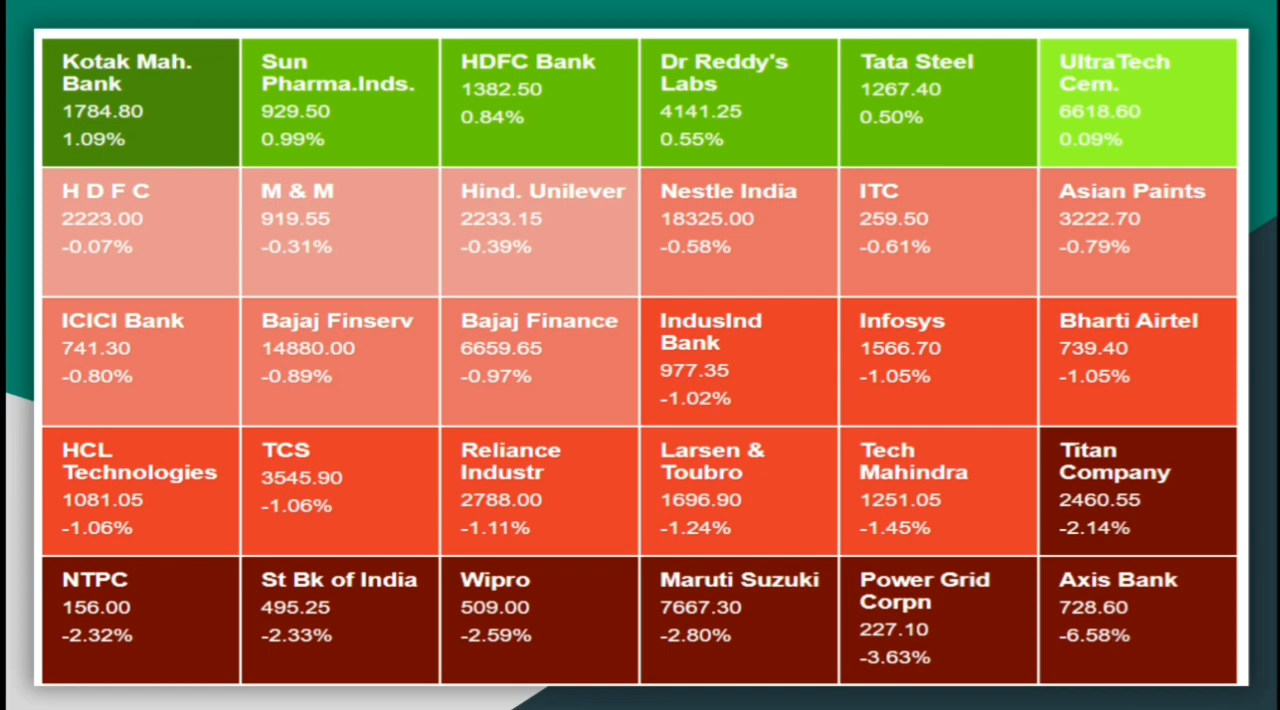 Kotak Mah.
Bank
1784.80
1.09%
Sun
Pharma.Inds.
929.50
0.99%
HDFC Bank
1382.50
0.84%
Dr Reddy's
Labs
4141.25
0.55%
Tata Steel
1267.40
0.50%
UltraTech
Cem.
6618.60
0.09%
H D F C
2223.00
-0.07%
M & M
919.55
-0.31%
Hind. Unilever
2233.15
-0.39%
Nestle India
18325.00
-0.58%
ITC
259.50
-0.61%
Asian Paints
3222.70
-0.79%
ICICI Bank
741.30
-0.80%
Bajaj Finserv
14880.00
-0.89%
Bajaj Finance
6659.65
-0.97%
IndusInd
Bank
977.35
-1.02%
Infosys
1566.70
-1.05%
Bharti Airtel
739.40
-1.05%
HCL
Technologies
1081.05
-1.06%
TCS
3545.90
-1.06%
Reliance
Industr
2788.00
-1.11%
Larsen &
Toubro
1696.90
-1.24%
Tech
Mahindra
1251.05
-1.45%
Titan
Company
2460.55
-2.14%
NTPC
156.00
-2.32%
St Bk of India
495.25
-2.33%
Wipro
509.00
-2.59%
Maruti Suzuki
7667.30
-2.80%
Power Grid
Corpn
227.10
-3.63%
Axis Bank
728.60
-6.58%